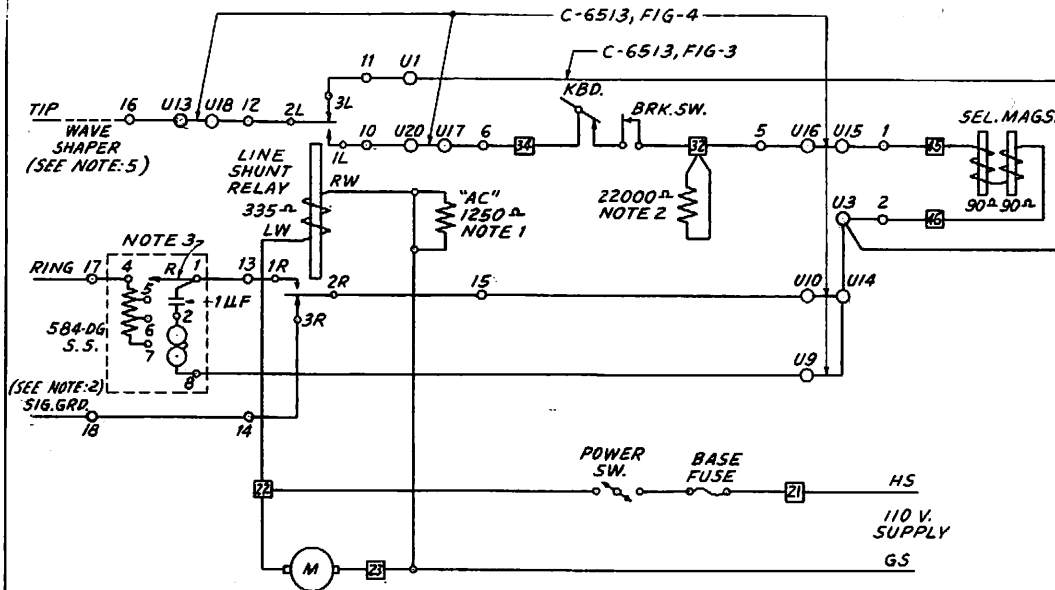 C-6513, FIG-4
C-6513, FIG-3
11 U1
KBD.
BRK. SW.
TIP 16 U13 U18 12 2L 3L
WAVE
SHAPER
(SEE NOTE:5)
1L 10 U20 U17 6 34 32 5 U16 U15 1 45
SEL. MAGS.
90Ω 90Ω
LINE
SHUNT
RELAY
335Ω
RW
LW
"AC"
1250Ω
NOTE 1
22000Ω
NOTE 2
U3 2 46
NOTE 3
RING 17 4 R 1 13 1R
5
6
7
1µF
2
8
584-DG
S.S.
2R 15 U10 U14
3R
U9
(SEE NOTE:2)
SIG.GRD.
18 14
22
POWER
SW.
BASE
FUSE
21 HS
110 V.
SUPPLY
M 23 GS